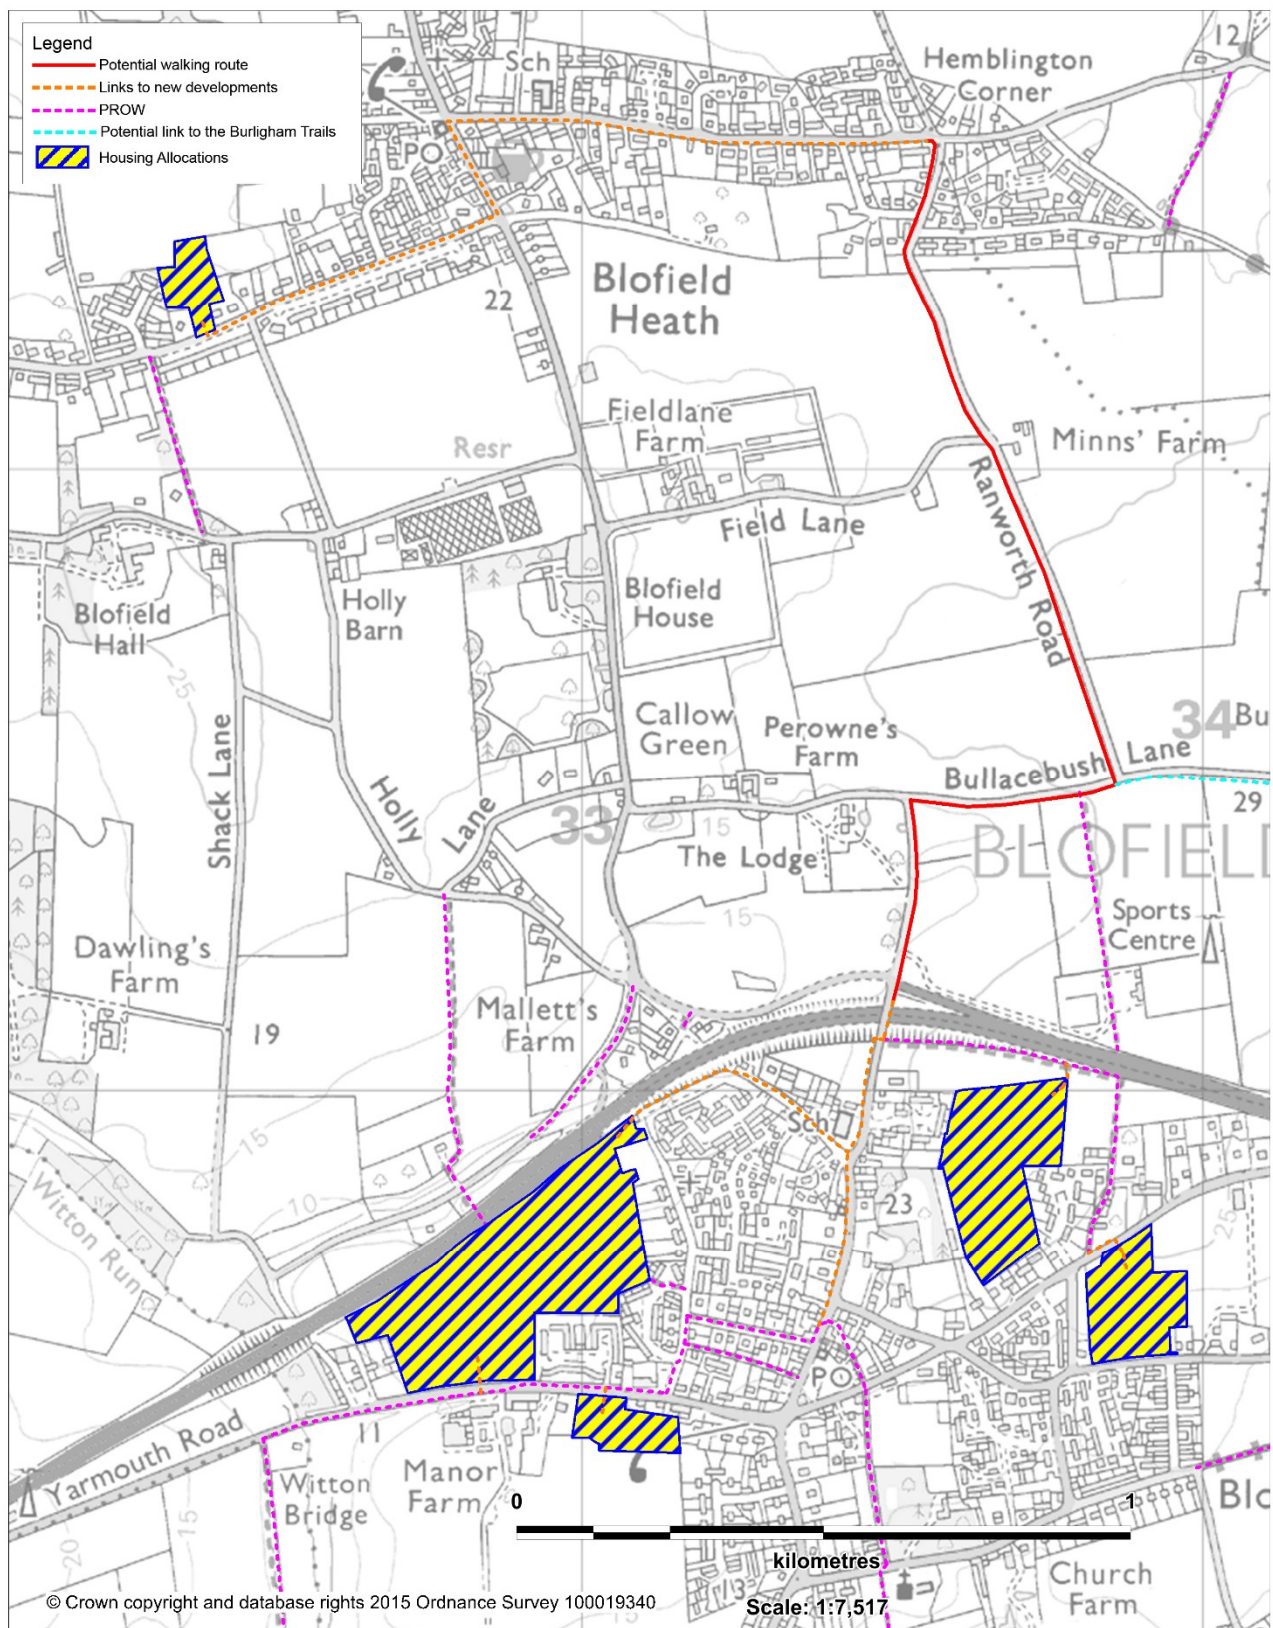 Legend
Potential walking route
Links to new developments
PROW
Potential link to the Burligham Trails
Housing Allocations
Sch
PO
Hemblington
Corner
12
22
Blofield
Heath
Fieldlane
Farm
Resr
Minns' Farm
Field Lane
Ranworth Road
Blofield
Hall
Holly
Barn
Blofield
House
25
Shack Lane
Callow
Green
Perowne's
Farm
34
Bu
Bullacebush Lane
Holly Lane
33
15
29
The Lodge
BLOFIELD
15
Sports
Centre
Dawling's
Farm
19
Mallett's
Farm
15
10
Sch
Witton Run
23
25
PO
11
Yarmouth Road
Witton
Bridge
Manor
Farm
15
20
Blo
0
1
kilometres
Church
Farm
13
© Crown copyright and database rights 2015 Ordnance Survey 100019340
Scale: 1:7,517